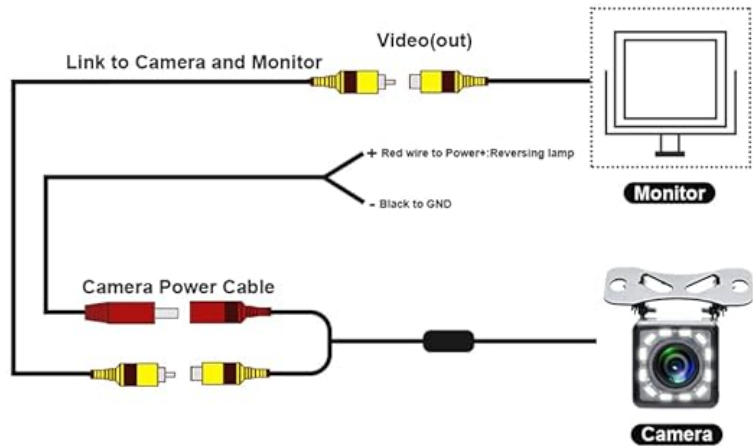 Video(out)
Link to Camera and Monitor
+ Red wire to Power+:Reversing lamp
Monitor
- Black to GND
Camera Power Cable
Camera